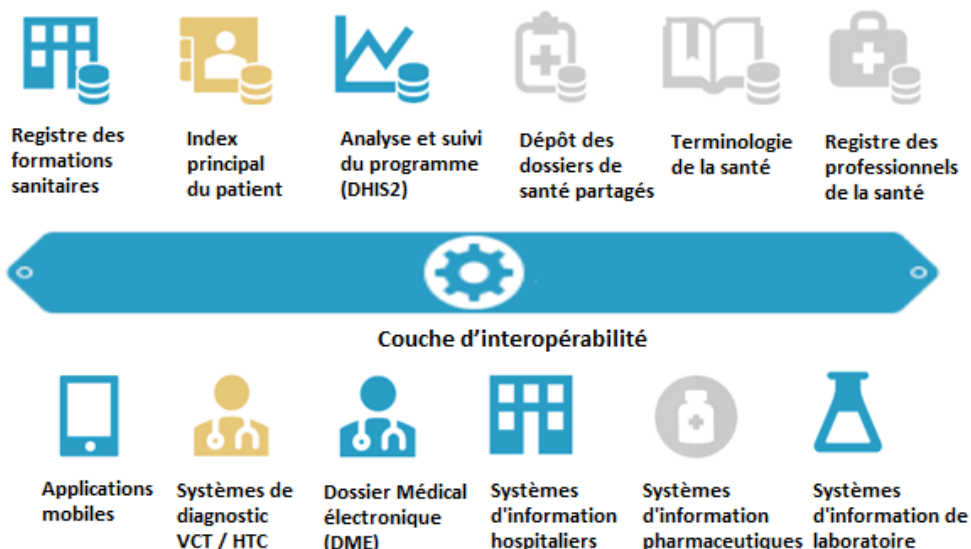 Registre des
formations
sanitaires
Index
principal
du patient
Analyse et suivi
du programme
(DHIS2)
Dépôt des
dossiers de
santé partagés
Terminologie
de la santé
Registre des
professionnels
de la santé
Couche d'interopérabilité
Applications
mobiles
Systèmes de
diagnostic
VCT / HTC
Dossier Médical
électronique
(DME)
Systèmes
d'information
hospitaliers
Systèmes
d'information
pharmaceutiques
Systèmes
d'information de
laboratoire